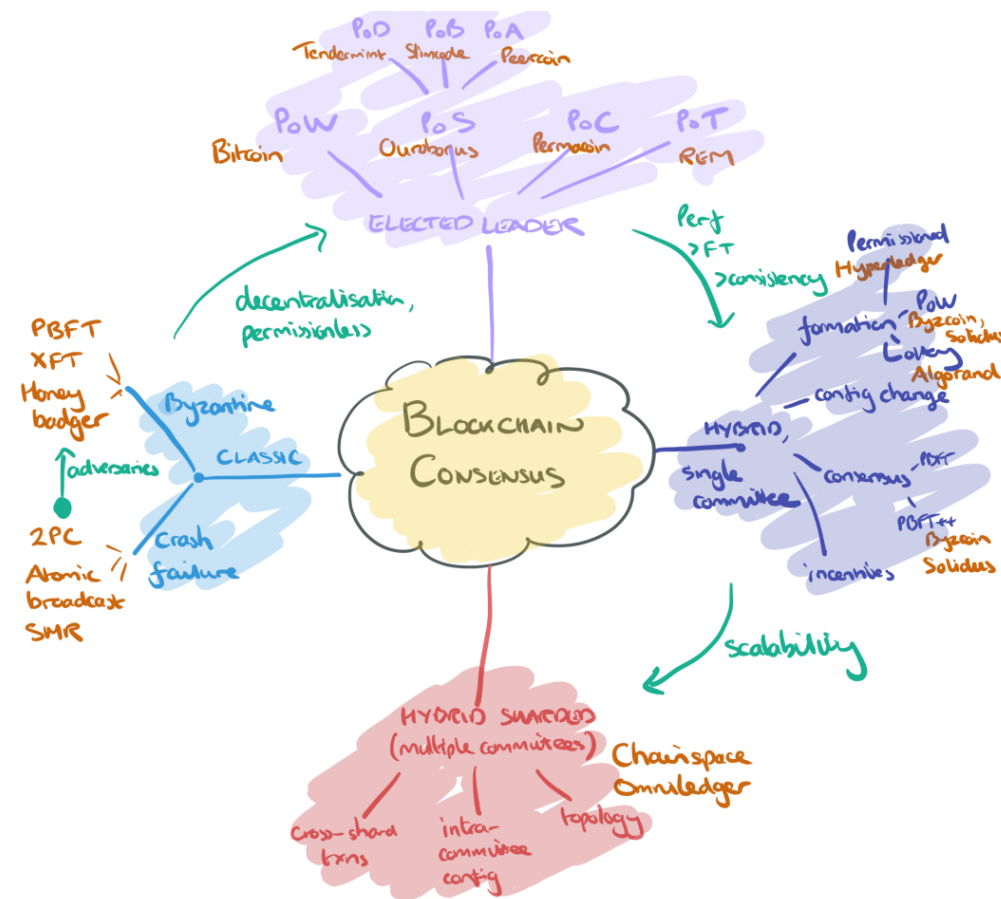 PoD PoB PoA
Tendermint Slimcode Peercoin
PoW PoS PoC PoT
Bitcoin Ouroborus Permacoin REM
ELECTED LEADER
decentralisation,
permissionless
Perf
>FT
>consistency
PBFT
XFT
Honey
badger
adversaries
2PC
Atomic
broadcast
SMR
Byzantine
CLASSIC
Crash
failure
BLOCKCHAIN
CONSENSUS
Permissioned
Hyperledger
formation
PoW
Byzcoin,
Solidus
Lottery
Algorand
config change
HYBRID,
single
committee
consensus
PBFT
PBFT++
Byzcoin
Solidus
incentives
scalability
HYBRID SHARDED
(multiple committees)
Chainspace
Omniledger
cross-shard
txns
intra-
committee
config
topology